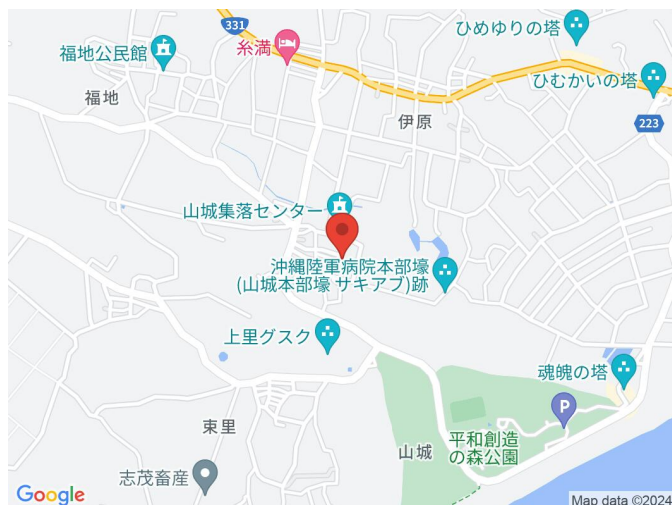 331
ひめゆりの塔
福地公民館
糸満
ひむかいの塔
福地
伊原
223
山城集落センター
沖縄陸軍病院本部壕
(山城本部壕 サキアブ)跡
上里グスク
魂魄の塔
P
束里
山城
平和創造
の森公園
志茂畜産
Google
Map data ©2024